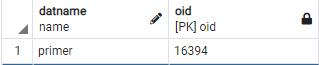 datname oid
name [PK] oid
1 primer 16394